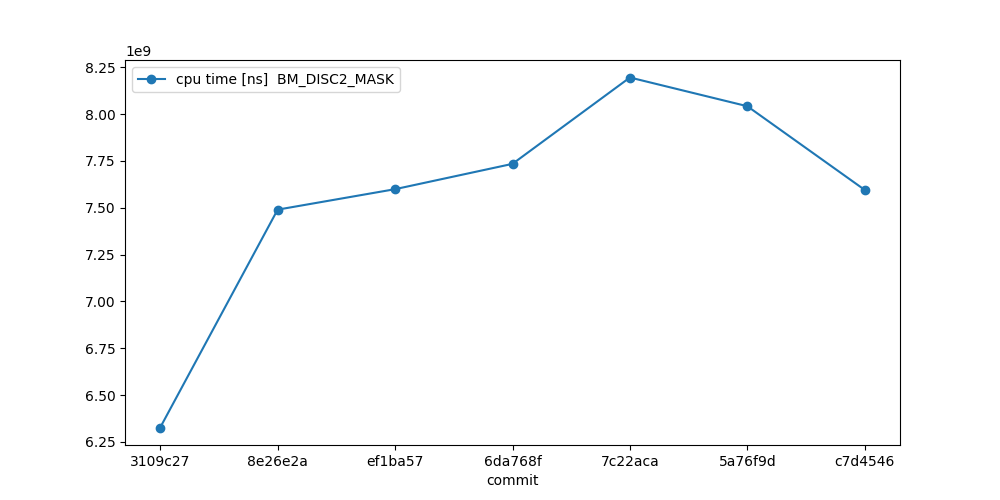 1e9
cpu time [ns]  BM_DISC2_MASK
8.25
8.00
7.75
7.50
7.25
7.00
6.75
6.50
6.25
3109c27 8e26e2a ef1ba57 6da768f 7c22aca 5a76f9d c7d4546
commit